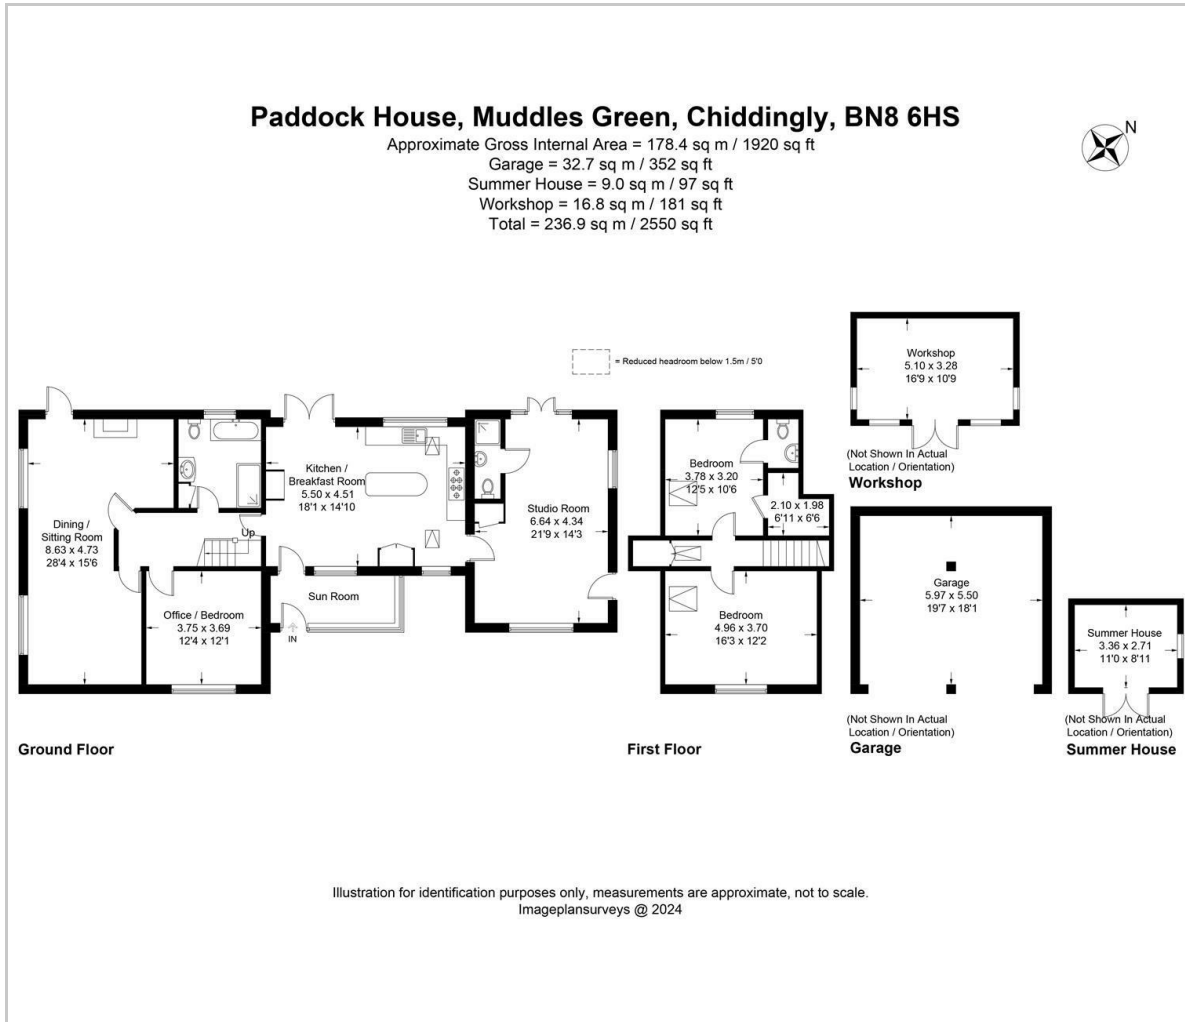 Paddock House, Muddles Green, Chiddingly, BN8 6HS
Approximate Gross Internal Area = 178.4 sq m / 1920 sq ft
Garage = 32.7 sq m / 352 sq ft
Summer House = 9.0 sq m / 97 sq ft
Workshop = 16.8 sq m / 181 sq ft
Total = 236.9 sq m / 2550 sq ft
N
= Reduced headroom below 1.5m / 5'0
Dining /
Sitting Room
8.63 x 4.73
28'4 x 15'6
Up
Office / Bedroom
3.75 x 3.69
12'4 x 12'1
Kitchen /
Breakfast Room
5.50 x 4.51
18'1 x 14'10
Sun Room
IN
Studio Room
6.64 x 4.34
21'9 x 14'3
Ground Floor
Bedroom
3.78 x 3.20
12'5 x 10'6
2.10 x 1.98
6'11 x 6'6
Bedroom
4.96 x 3.70
16'3 x 12'2
First Floor
Workshop
5.10 x 3.28
16'9 x 10'9
(Not Shown In Actual
Location / Orientation)
Workshop
Garage
5.97 x 5.50
19'7 x 18'1
(Not Shown In Actual
Location / Orientation)
Garage
Summer House
3.36 x 2.71
11'0 x 8'11
(Not Shown In Actual
Location / Orientation)
Summer House
Illustration for identification purposes only, measurements are approximate, not to scale.
Imageplansurveys @ 2024